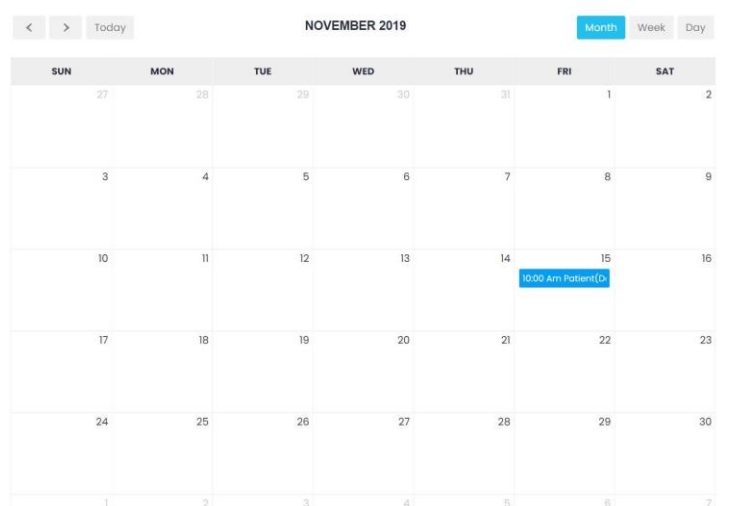 < > Today NOVEMBER 2019 Month Week Day
SUN MON TUE WED THU FRI SAT
27 28 29 30 31 1 2
3 4 5 6 7 8 9
10 11 12 13 14 15 16
10:00 Am Patient(D
17 18 19 20 21 22 23
24 25 26 27 28 29 30
1 2 3 4 5 6 7